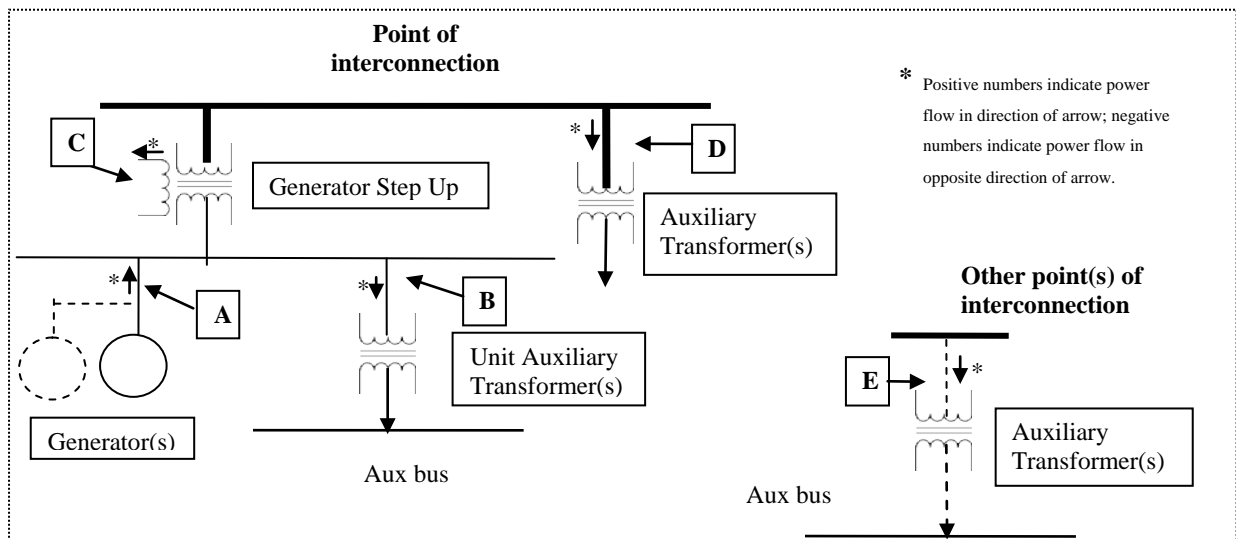 Point of
interconnection
* Positive numbers indicate power
flow in direction of arrow; negative
numbers indicate power flow in
opposite direction of arrow.
C
*
Generator Step Up
*
D
Auxiliary
Transformer(s)
*
A
*
B
Unit Auxiliary
Transformer(s)
Generator(s)
Aux bus
Other point(s) of
interconnection
E
*
Auxiliary
Transformer(s)
Aux bus